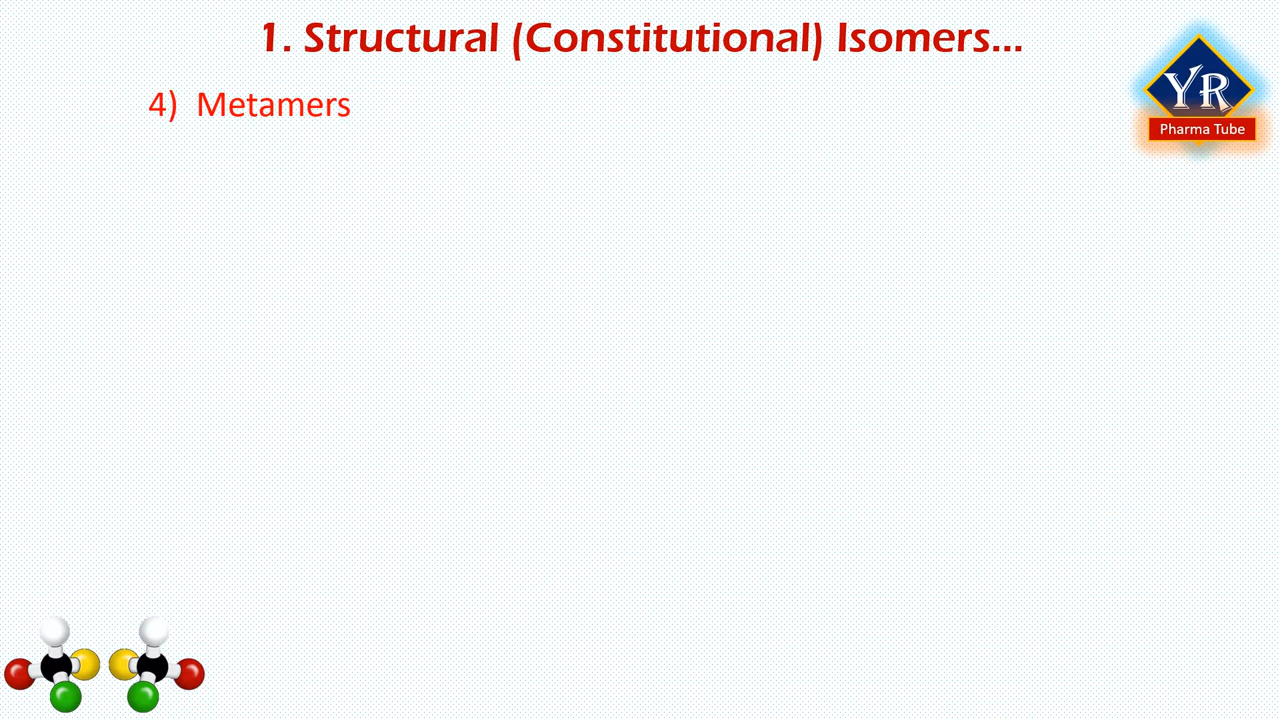 1. Structural (Constitutional) Isomers...
YR
Pharma Tube
4) Metamers